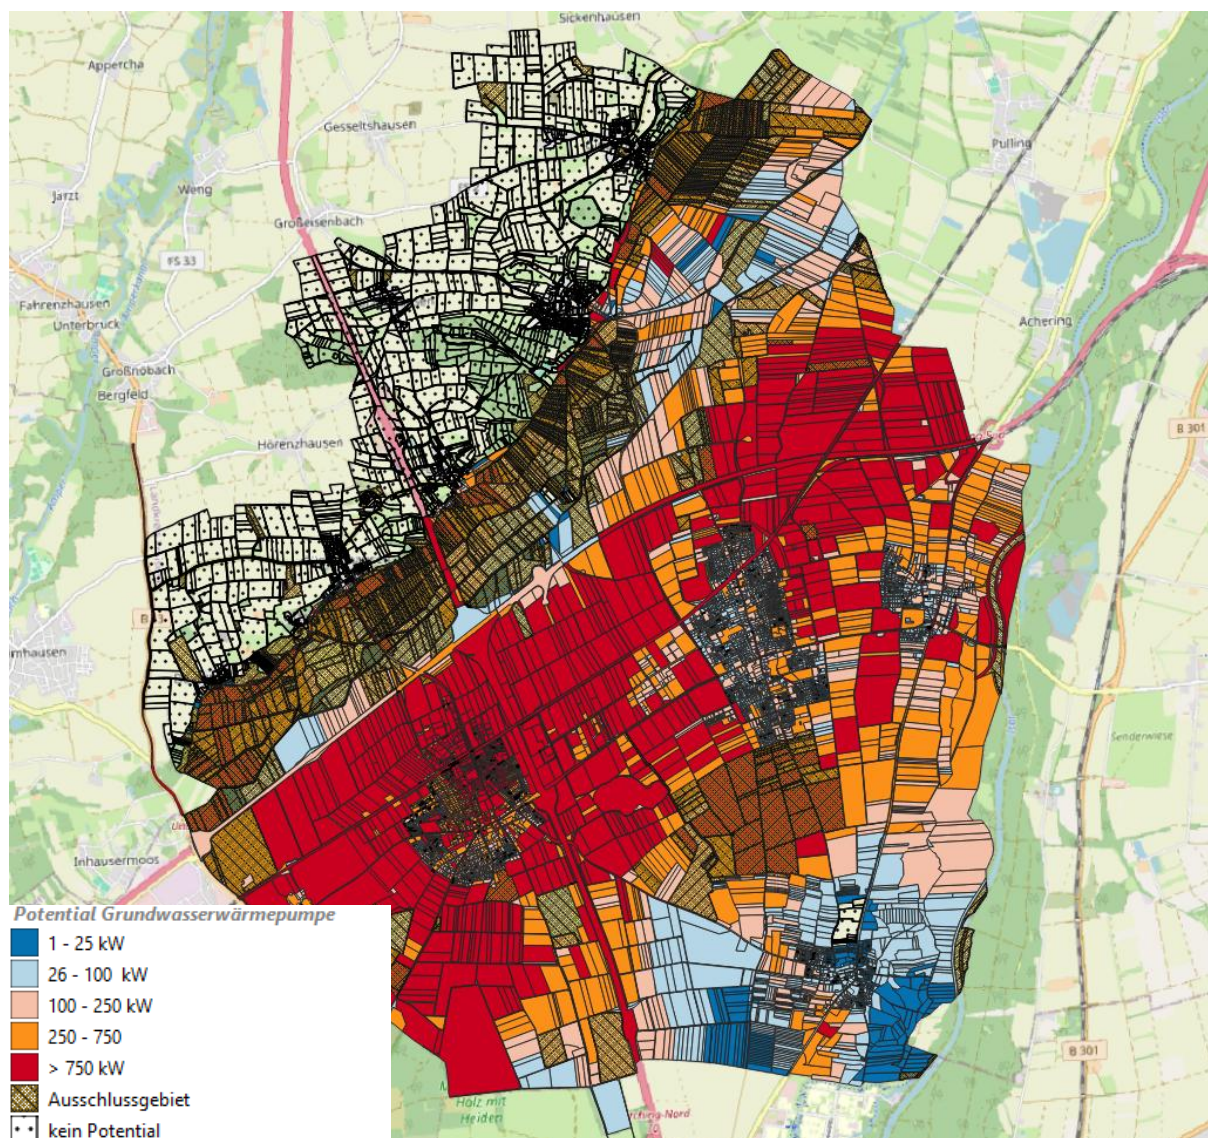 Sickenhausen
Appercha
Gesseltshausen
Pulling
Jarzt
Weng
Großeisenbach
FS 33
Fahrenzhausen
Unterbruck
Achering
Großnöbach
Bergfeld
B 301
Hörenzhausen
Senderwiese
Inhausermoos
B 301
Holz mit
Heiden
Potential Grundwasserwärmepumpe
1 - 25 kW
26 - 100 kW
100 - 250 kW
250 - 750
> 750 kW
Ausschlussgebiet
kein Potential